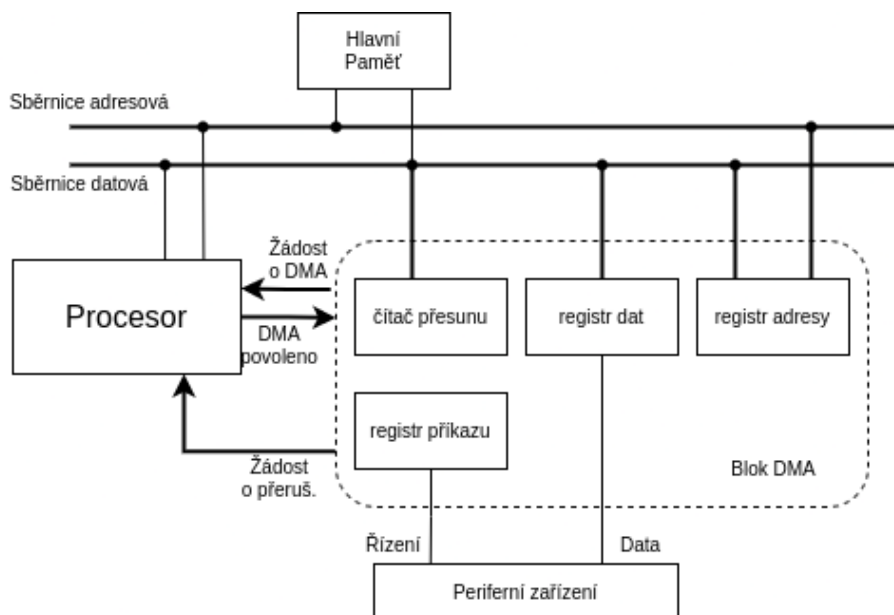 Hlavní
Paměť
Sběrnice adresová
Sběrnice datová
Žádost
o DMA
Procesor
DMA
povoleno
čítač přesunu
registr dat
registr adresy
registr příkazu
Žádost
o přeruš.
Blok DMA
Řízení
Data
Periferní zařízení